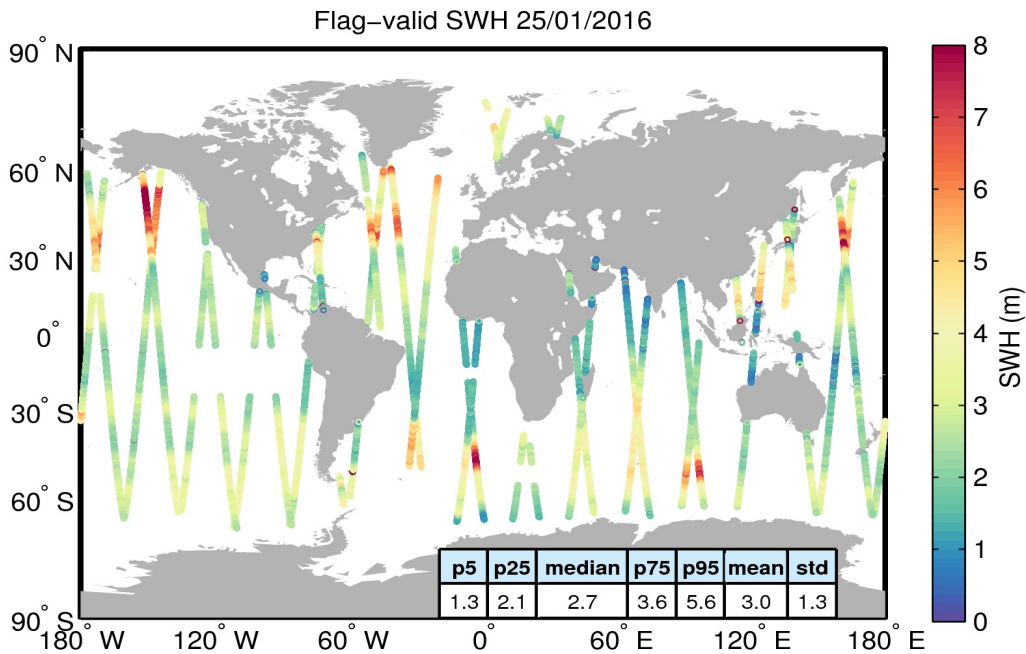 Flag−valid SWH 25/01/2016
90° N
60° N
30° N
0°
30° S
60° S
90° S
180° W
120° W
60° W
0°
60° E
120° E
180° E
p5 p25 median p75 p95 mean std
1.3 2.1 2.7 3.6 5.6 3.0 1.3
8
7
6
5
4
3
2
1
0
SWH (m)